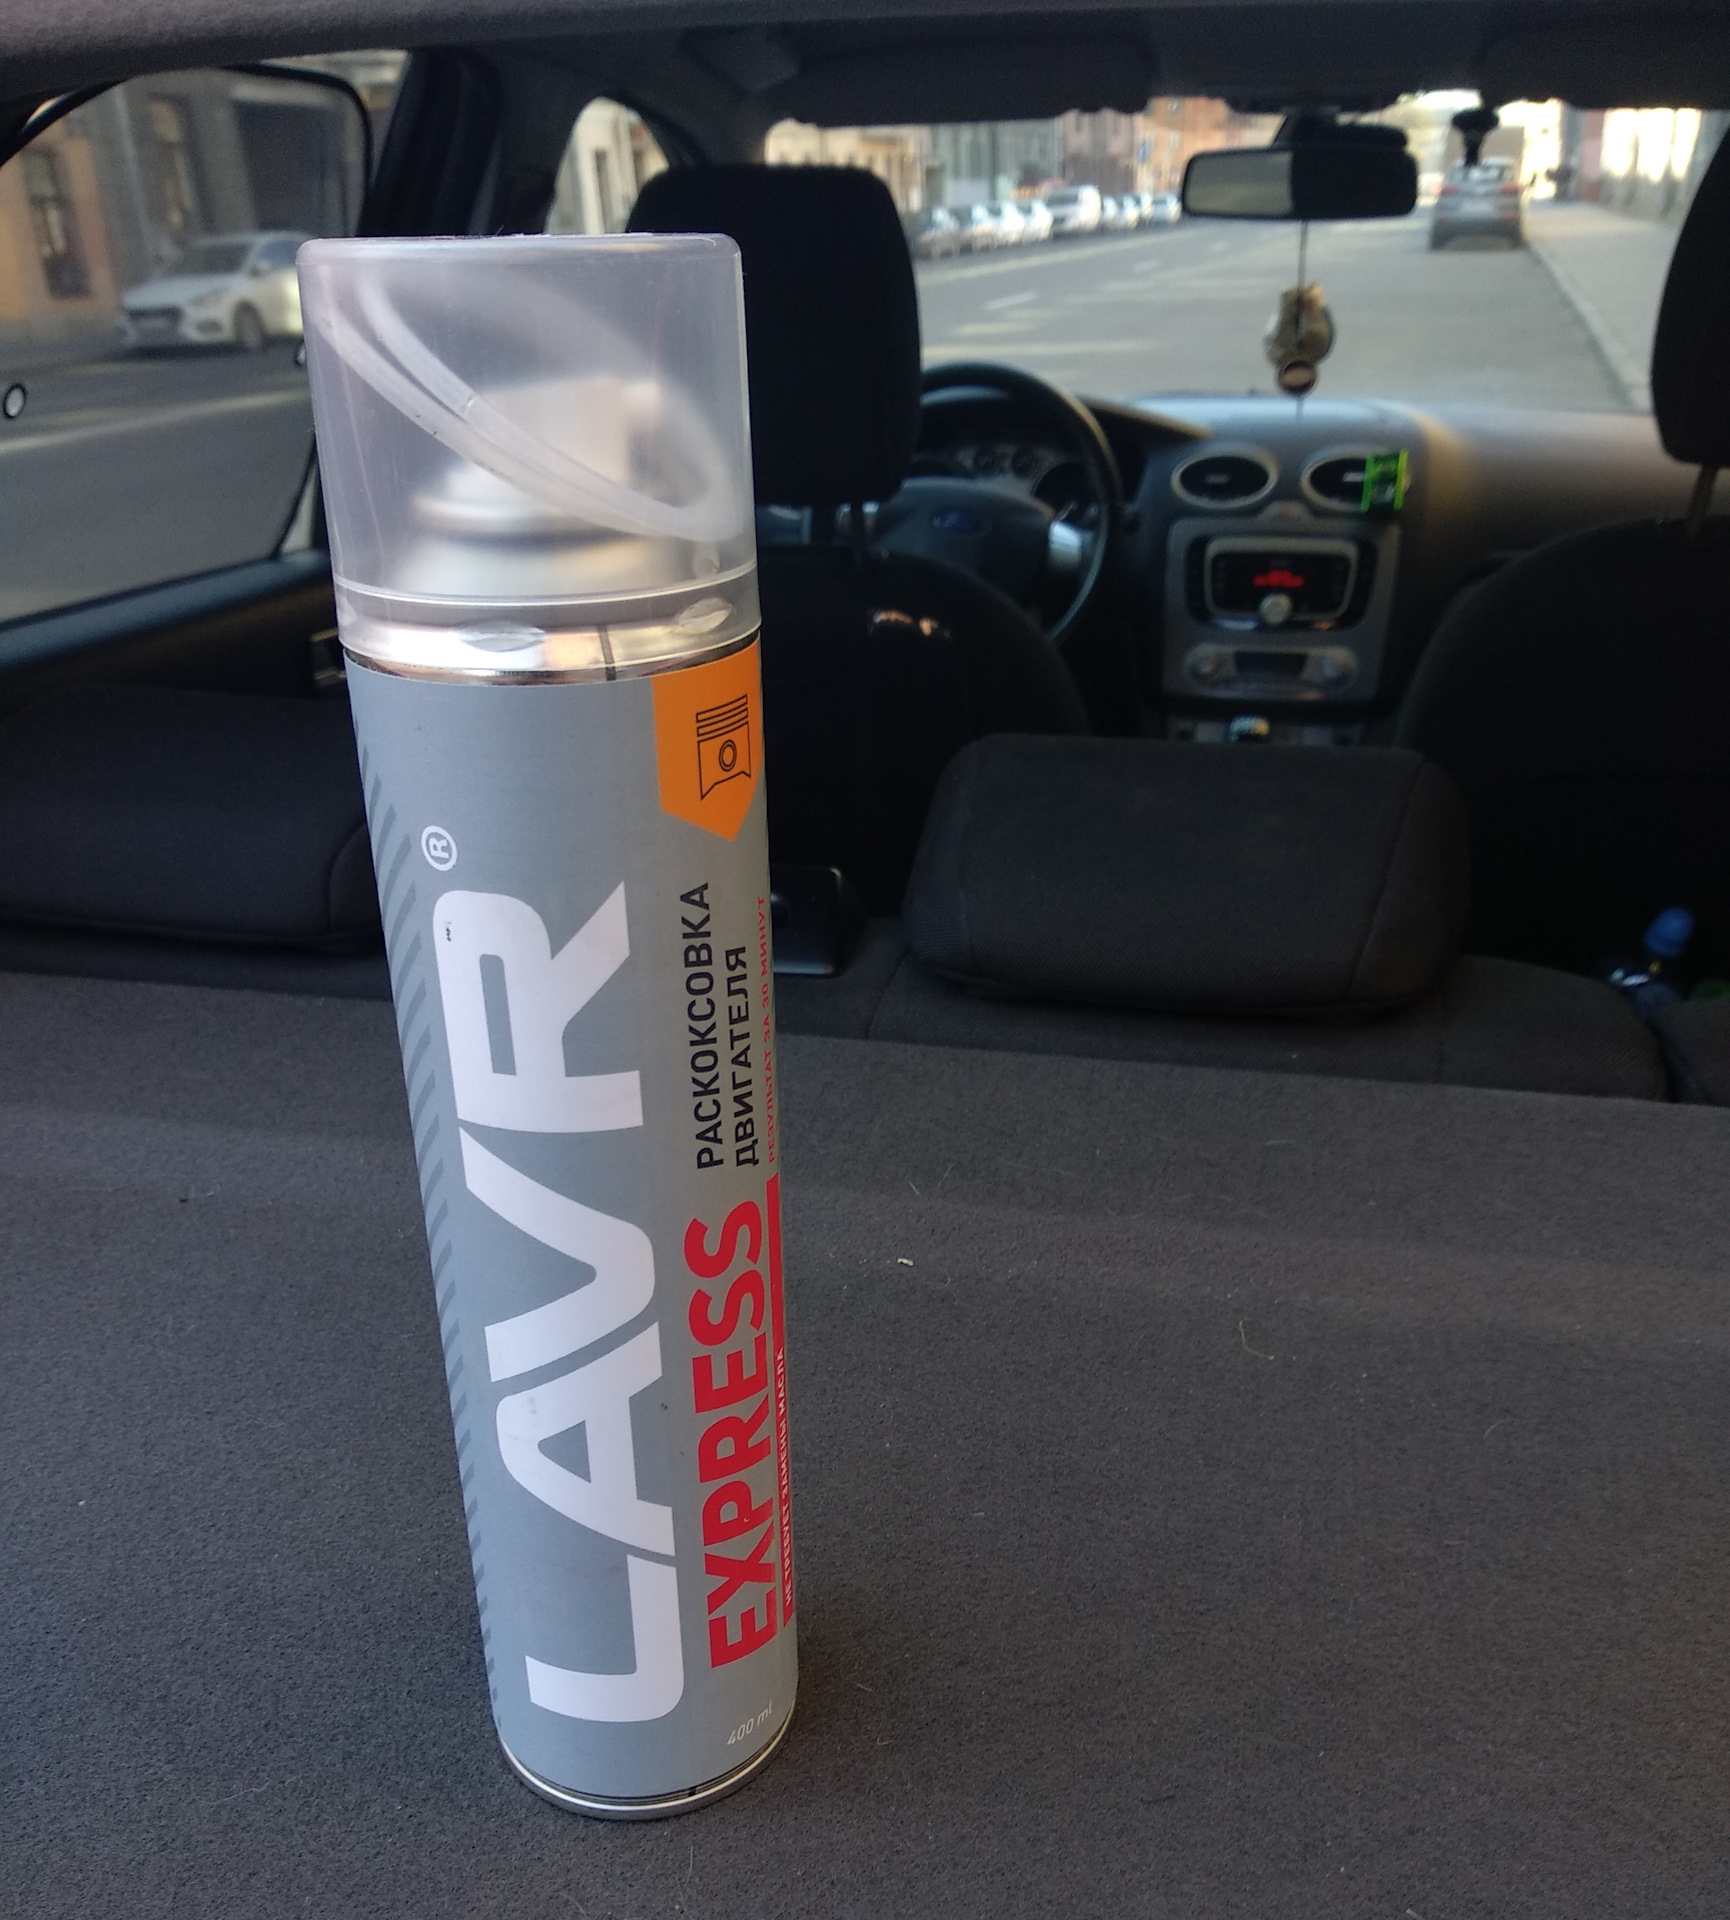 LAVR®
EXPRESS
РАСКОКСОВКА
ДВИГАТЕЛЯ
РЕЗУЛЬТАТ ЗА 30 МИНУТ
НЕ ТРЕБУЕТ ЗАМЕНЫ МАСЛА
400 ml